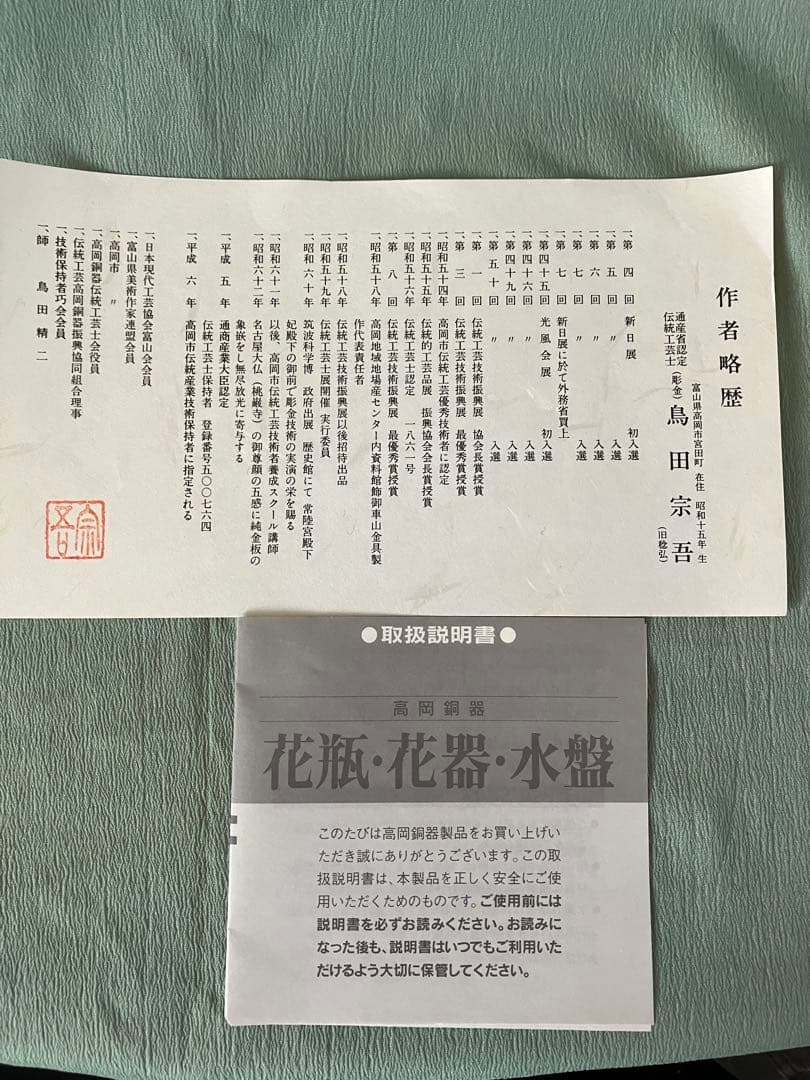 作者略歴
富山県高岡市宮田町 在住 昭和十五年 生
通産省認定
伝統工芸士 (彫金) 鳥田宗吾
(旧稔弘)
一、第四回 新日展 初入選
一、第五回 〃 入選
一、第六回 〃 入選
一、第七回 〃 入選
一、第七回 新日展に於て外務省買上
一、第四十五回 光風会展 初入選
一、第四十六回 〃 入選
一、第四十九回 〃 入選
一、第五十回 〃 入選
一、第一回 伝統工芸技術振興展 協会会長賞授賞
一、第三回 伝統工芸技術振興展 最優秀賞授賞
一、昭和五十四年 高岡市伝統工芸優秀技術者に認定
一、昭和五十五年 伝統的工芸品展 振興協会会長賞授賞
一、昭和五十六年 伝統工芸士認定 一八六一号
一、第八回 伝統工芸技術振興展 最優秀賞授賞
一、昭和五十八年 高岡地域地場産センター内資料館飾御車山金具製
作代表責任者
一、昭和五十八年 伝統工芸技術振興展以後招待出品
一、昭和五十九年 伝統工芸士展開催 実行委員
一、昭和六十年 筑波科学博 政府出展 歴史館にて 常陸宮殿下
妃殿下の御前で彫金技術の実演の栄を賜る
一、昭和六十一年 以後、高岡市伝統工芸技術者養成スクール講師
一、昭和六十二年 名古屋大仏(桃巌寺)の御尊顔の五感に純金板の
象嵌をし無尽放光に寄与する
一、平成五年 通商産業大臣認定
伝統工芸士保持者 登録番号五〇〇七六四
一、平成六年 高岡市伝統産業技術保持者に指定される
一、日本現代工芸協会富山会会員
一、富山県美術作家連盟会員
一、高岡市 〃
一、高岡銅器伝統工芸士会役員
一、伝統工芸高岡銅器振興協同組合理事
一、技術保持者巧会会員
一、師 鳥田精二
宗吾
●取扱説明書●
高岡銅器
花瓶・花器・水盤
このたびは高岡銅器製品をお買い上げい
ただき誠にありがとうございます。この取
扱説明書は、本製品を正しく安全にご使
用いただくためのものです。ご使用前には
説明書を必ずお読みください。お読みに
なった後も、説明書はいつでもご利用いた
だけるよう大切に保管してください。